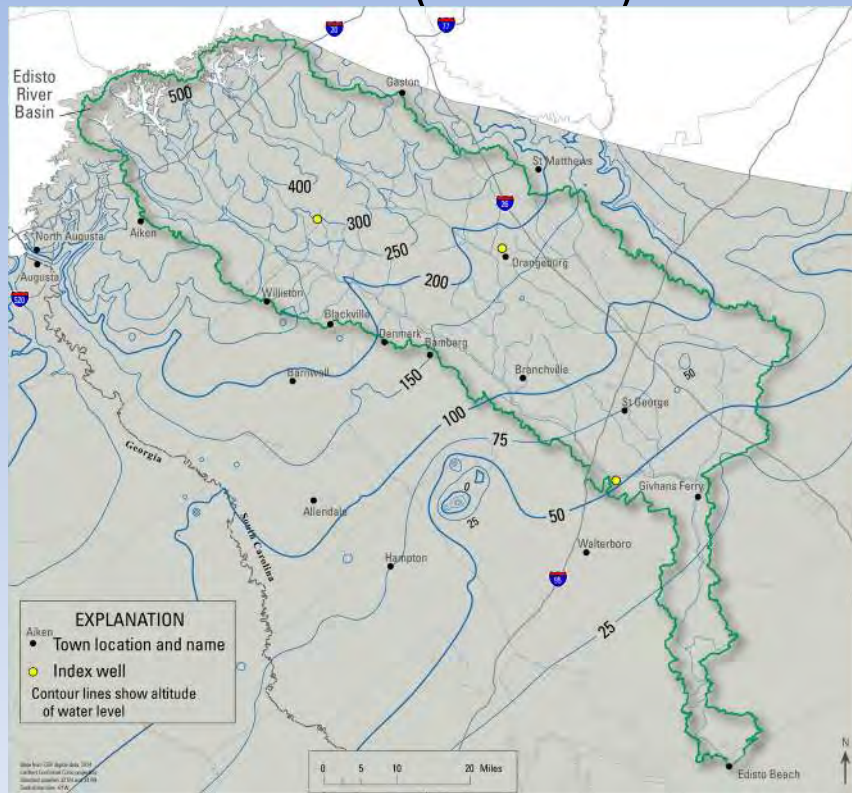 20
77
Edisto
River
Basin
Gaston
500
St Matthews
400
26
North Augusta
Aiken
300
250
Orangeburg
Augusta
200
520
Williston
Blackville
Denmark
Bamberg
Barnwell
150
Branchville
50
St George
100
75
Georgia
0
Givhans Ferry
Allendale
25
50
South Carolina
Walterboro
Hampton
95
25
EXPLANATION
Aiken
Town location and name
Index well
Contour lines show altitude
of water level
0 5 10 20 Miles
N
Edisto Beach